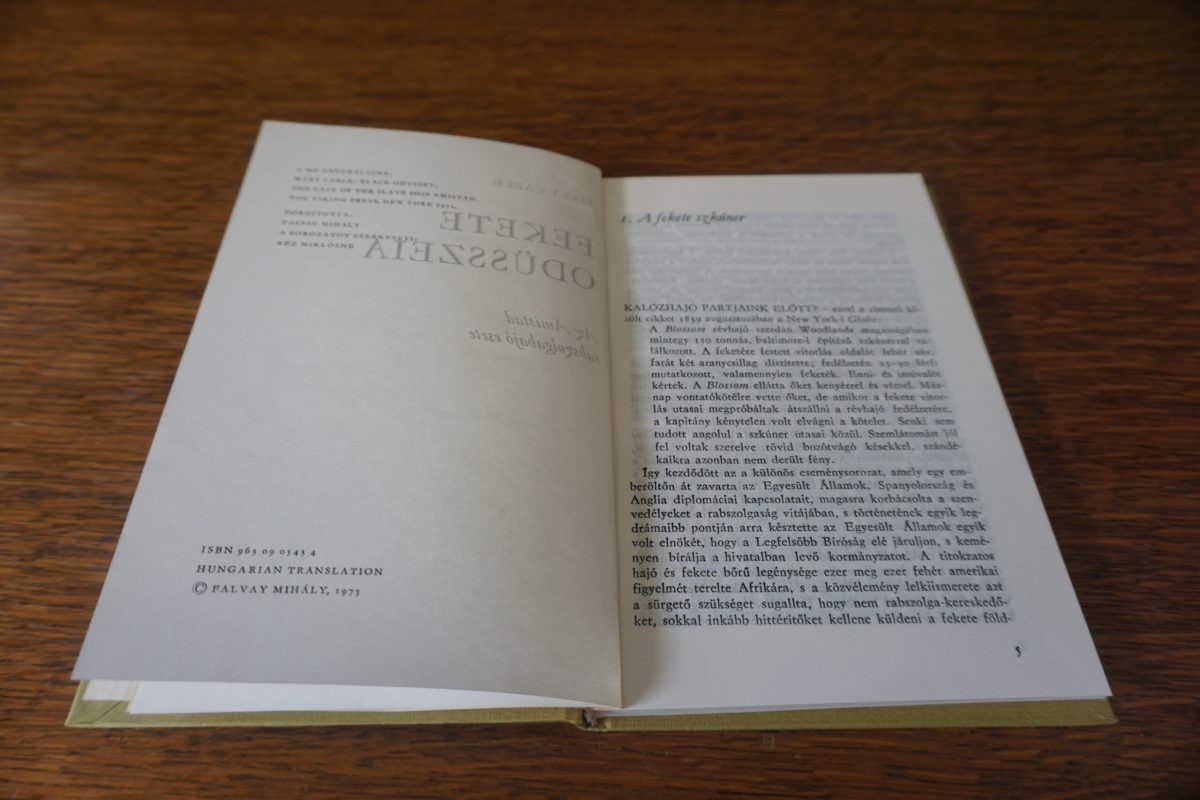 A MŰ EREDETI CÍME:
MARY CABLE: BLACK ODYSSEY,
THE CASE OF THE SLAVE SHIP AMISTAD,
THE VIKING PRESS, NEW YORK 1971.
FORDÍTOTTA:
FALVAY MIHÁLY
A SOROZATOT SZERKESZTI:
RÉZ MIKLÓSNÉ
MARY CABLE
FEKETE
ODÜSSZEIA
Az Amistad
rabszolgahajó esete
ISBN 963 09 0343 4
HUNGARIAN TRANSLATION
© FALVAY MIHÁLY, 1975
1. A fekete szkúner
KALÓZHAJÓ PARTJAINK ELŐTT? – ezzel a címmel kö-
zölt cikket 1839 augusztusában a New York-i Globe:
A Blossom révhajó szerdán Woodlands magasságában
mintegy 150 tonnás, baltimore-i építésű szkúnerrel ta-
lálkozott. A feketére festett vitorlás oldalát fehér sáv,
farát két aranycsillag díszítette; fedélzetén 25–30 férfi
mutatkozott, valamennyien feketék. Enni- és innivalót
kértek. A Blossom ellátta őket kenyérrel és vízzel. Más-
nap vontatókötélre vette őket, de amikor a fekete vitor-
lás utasai megpróbáltak átszállni a révhajó fedélzetére,
a kapitány kénytelen volt elvágni a kötelet. Senki sem
tudott angolul a szkúner utasai közül. Szemlátomást jól
fel voltak szerelve rövid bozótvágó késekkel, szándé-
kaikra azonban nem derült fény.
Így kezdődött az a különös eseménysorozat, amely egy em-
beröltőn át zavarta az Egyesült Államok, Spanyolország és
Anglia diplomáciai kapcsolatait, magasra korbácsolta a szen-
vedélyeket a rabszolgaság vitájában, s történetének egyik leg-
drámaibb pontján arra késztette az Egyesült Államok egyik
volt elnökét, hogy a Legfelsőbb Bíróság elé járuljon, s kemé-
nyen bírálja a hivatalban levő kormányzatot. A titokzatos
hajó és fekete bőrű legénysége ezer meg ezer fehér amerikai
figyelmét terelte Afrikára, s a közvélemény lelkiismerete azt
a sürgető szükséget sugallta, hogy nem rabszolga-kereskedő-
ket, sokkal inkább hittérítőket kellene küldeni a fekete föld-
5